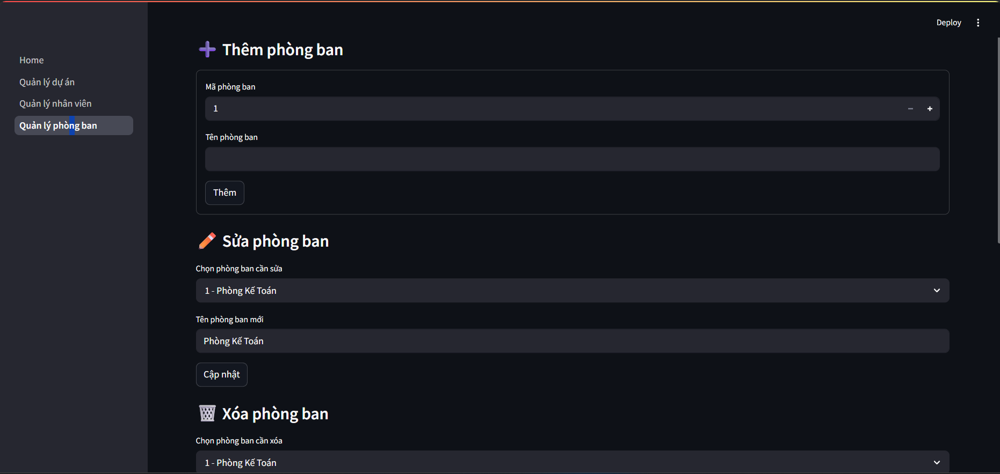 Deploy
Home
Quản lý dự án
Quản lý nhân viên
Quản lý phòng ban
Thêm phòng ban
Mã phòng ban
1
Tên phòng ban
Thêm
Sửa phòng ban
Chọn phòng ban cần sửa
1 - Phòng Kế Toán
Tên phòng ban mới
Phòng Kế Toán
Cập nhật
Xóa phòng ban
Chọn phòng ban cần xóa
1 - Phòng Kế Toán